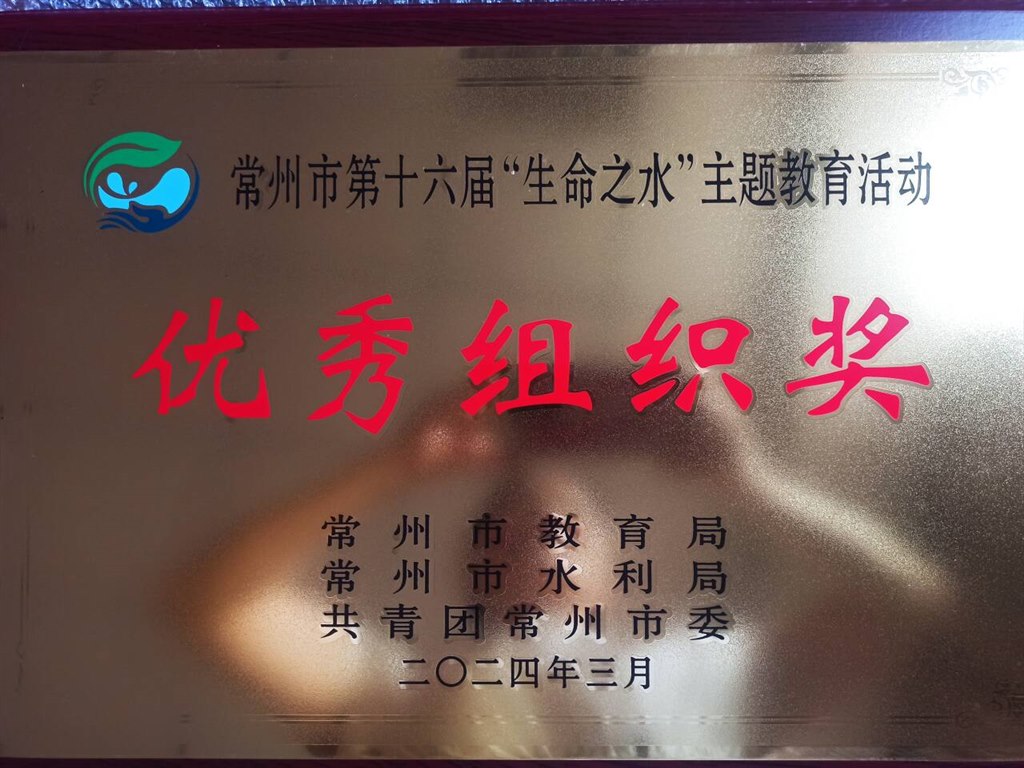 常州市第十六届“生命之水”主题教育活动
优秀组织奖
常州市教育局
常州市水利局
共青团常州市委
二〇二四年三月